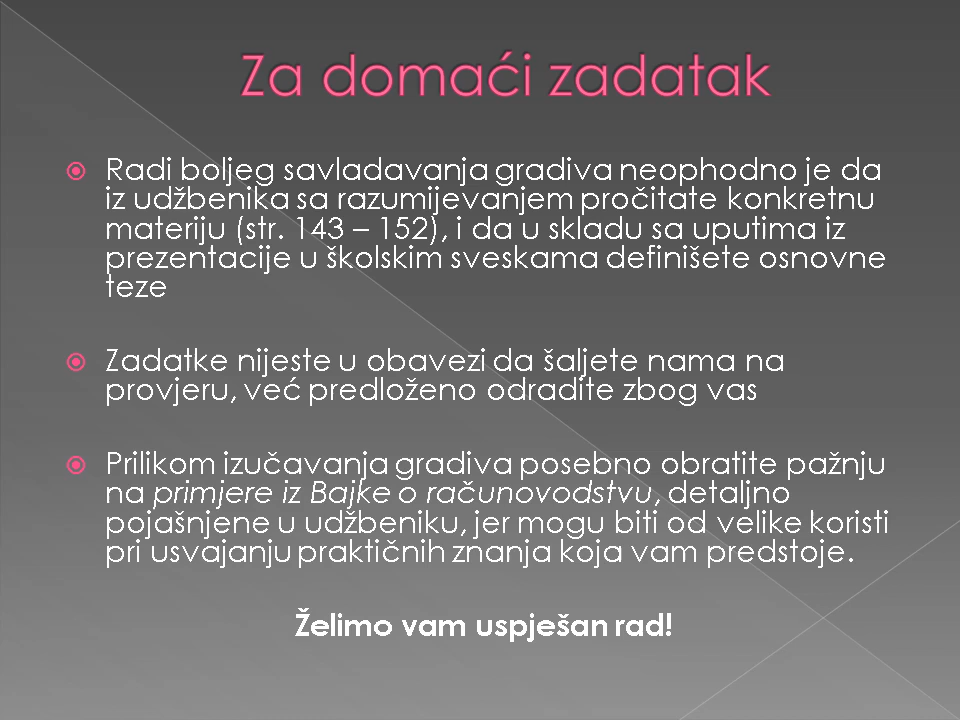 Za domaći zadatak
Radi boljeg savladavanja gradiva neophodno je da
iz udžbenika sa razumijevanjem pročitate konkretnu
materiju (str. 143 – 152), i da u skladu sa uputima iz
prezentacije u školskim sveskama definišete osnovne
teze
Zadatke nijeste u obavezi da šaljete nama na
provjeru, već predloženo odradite zbog vas
Prilikom izučavanja gradiva posebno obratite pažnju
na primjere iz Bajke o računovodstvu, detaljno
pojašnjene u udžbeniku, jer mogu biti od velike koristi
pri usvajanju praktičnih znanja koja vam predstoje.
Želimo vam uspješan rad!